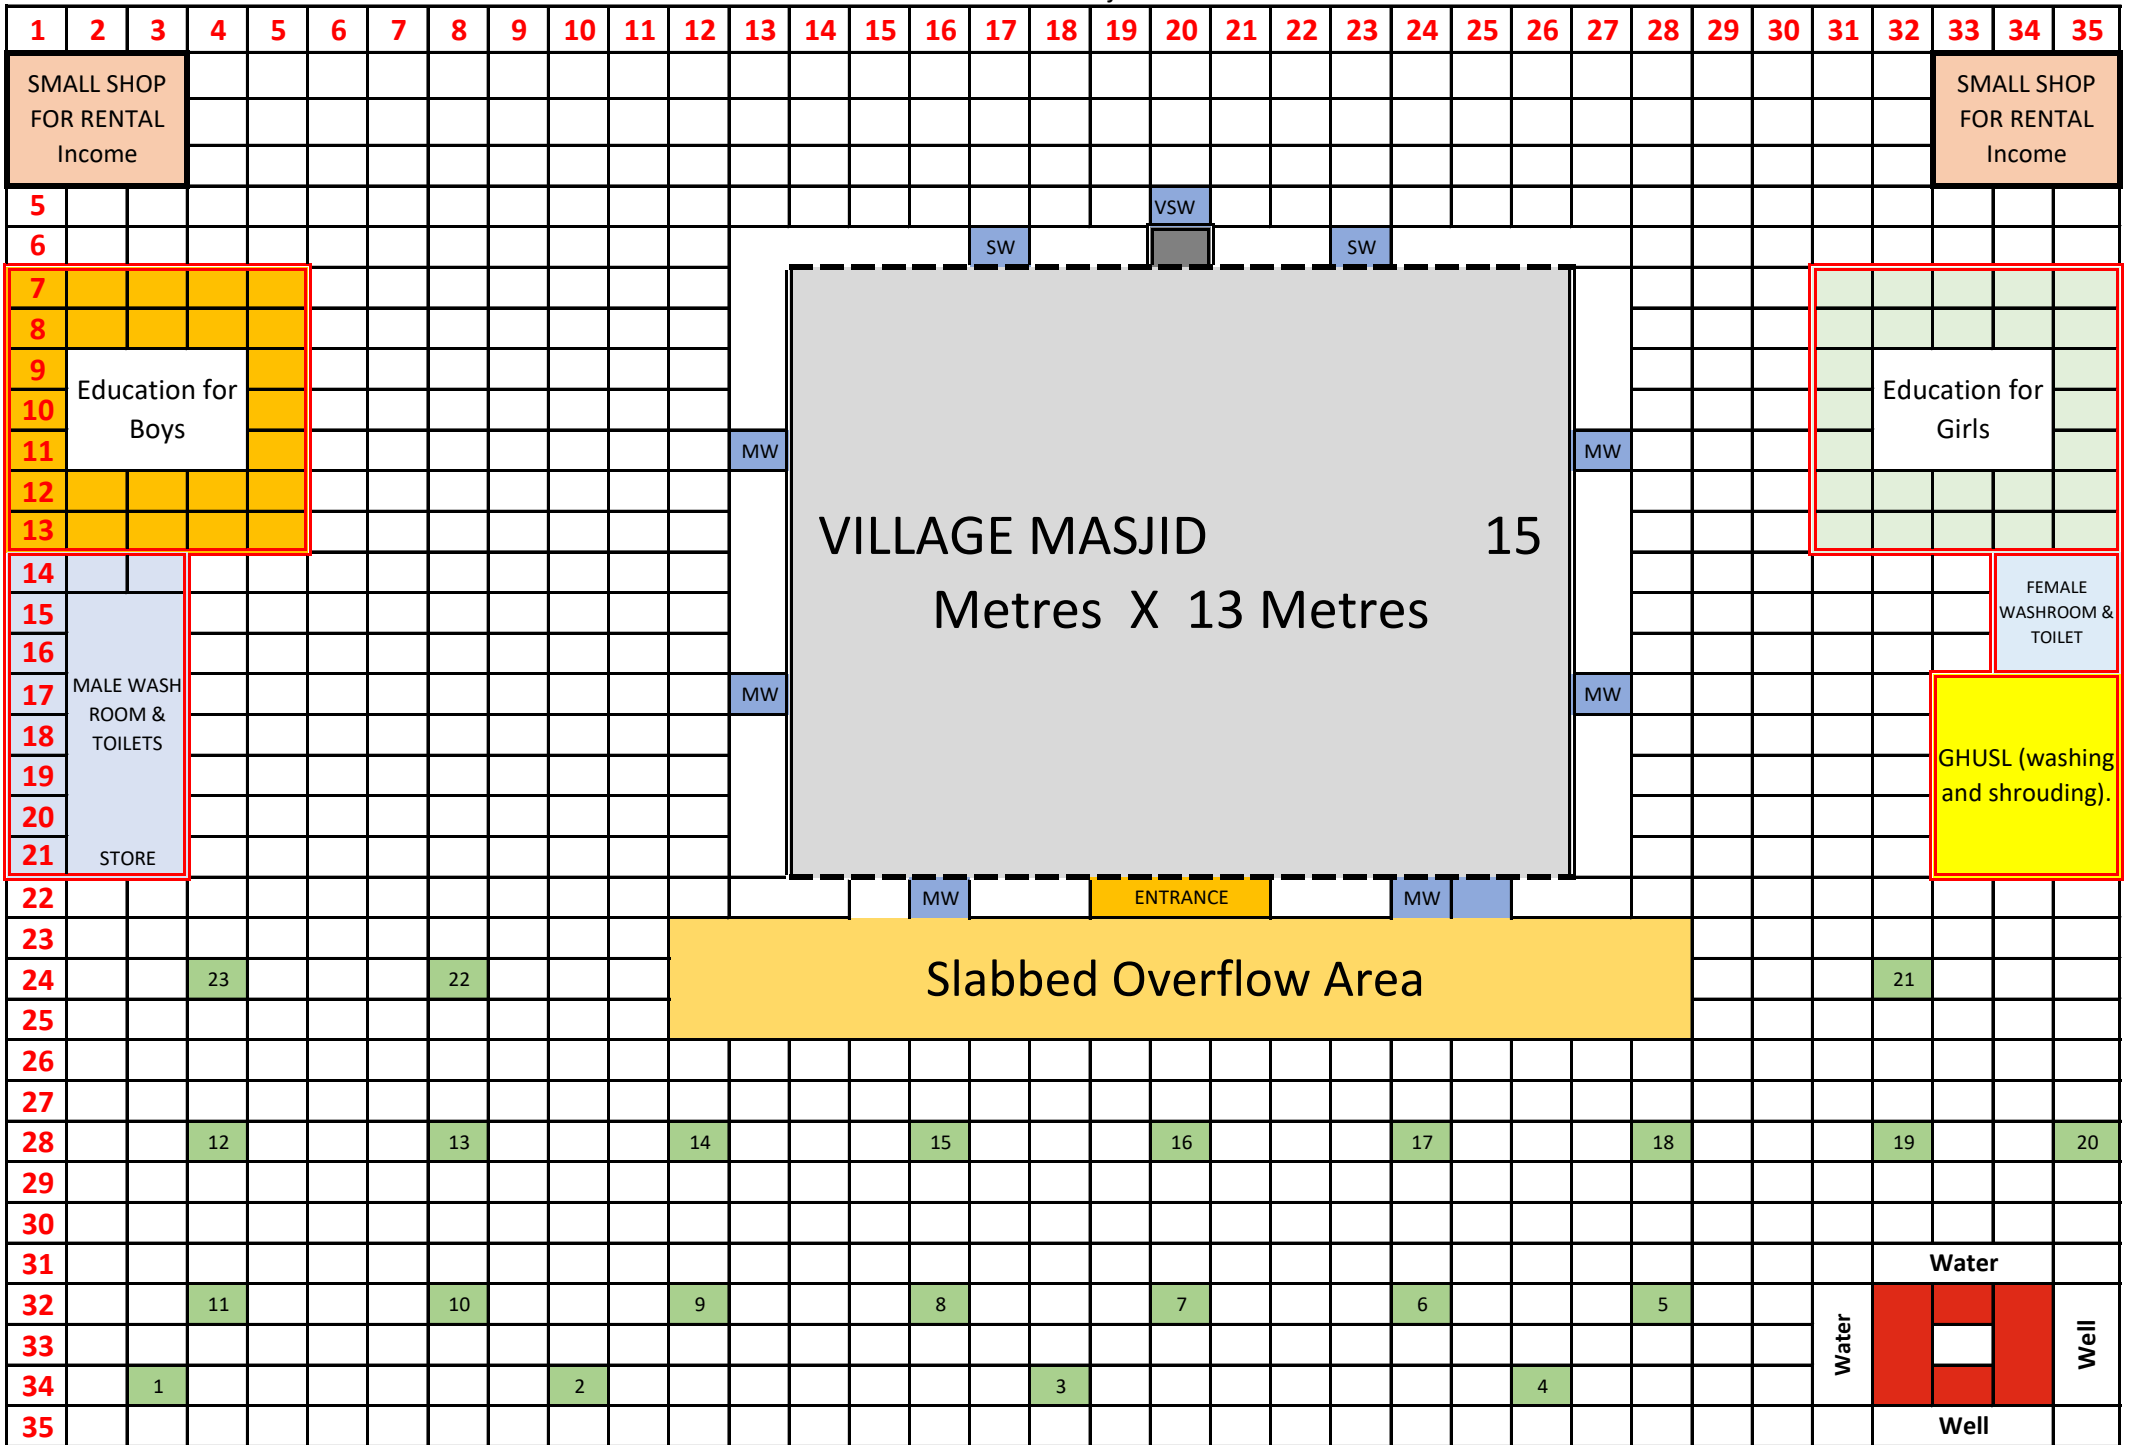 1 2 3 4 5 6 7 8 9 10 11 12 13 14 15 16 17 18 19 20 21 22 23 24 25 26 27 28 29 30 31 32 33 34 35
SMALL SHOP
FOR RENTAL
Income
SMALL SHOP
FOR RENTAL
Income
5 VSW
6 SW SW
7
8
9
Education for
Boys
Education for
Girls
10
11 MW MW
12
13
VILLAGE MASJID 15
Metres X 13 Metres
14
15
16
FEMALE
WASHROOM &
TOILET
17 MW MW
MALE WASH
ROOM &
TOILETS
18
19
GHUSL (washing
and shrouding).
20
21 STORE
22 MW ENTRANCE MW
23
Slabbed Overflow Area
24 23 22 21
25
26
27
28 12 13 14 15 16 17 18 19 20
29
30
31 Water
32 11 10 9 8 7 6 5
33 Water Well
34 1 2 3 4
35 Well